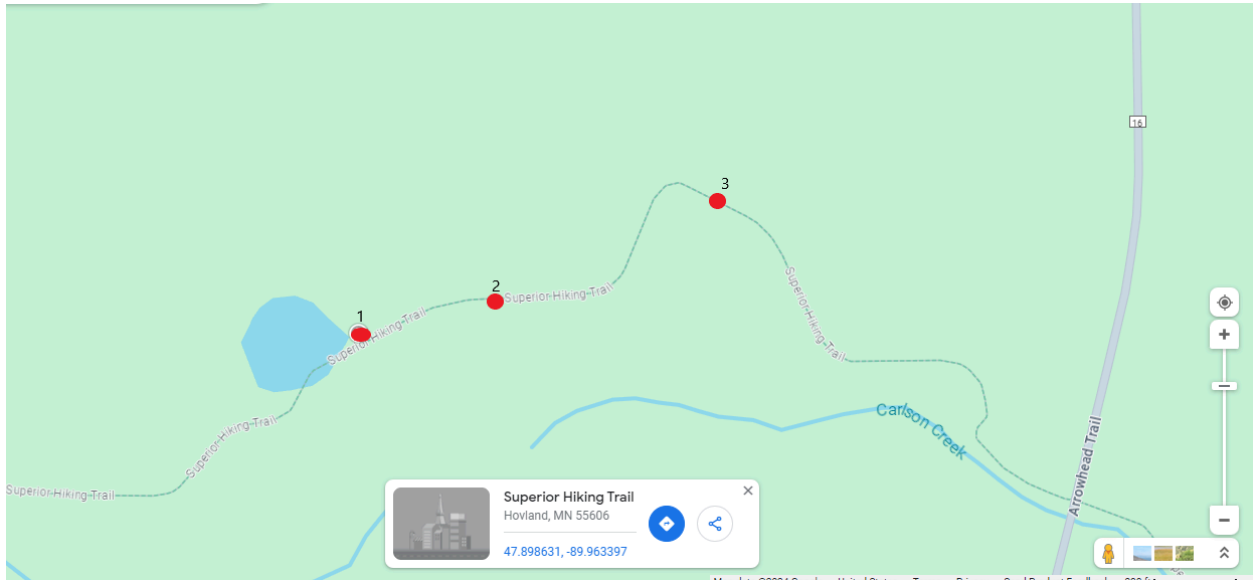 16
3
1
2
Superior Hiking Trail
Superior Hiking Trail
Superior Hiking Trail
Superior Hiking Trail
Superior Hiking Trail
Carlson Creek
Arrowhead Trail
Superior Hiking Trail
Hovland, MN 55606
47.898631, -89.963397